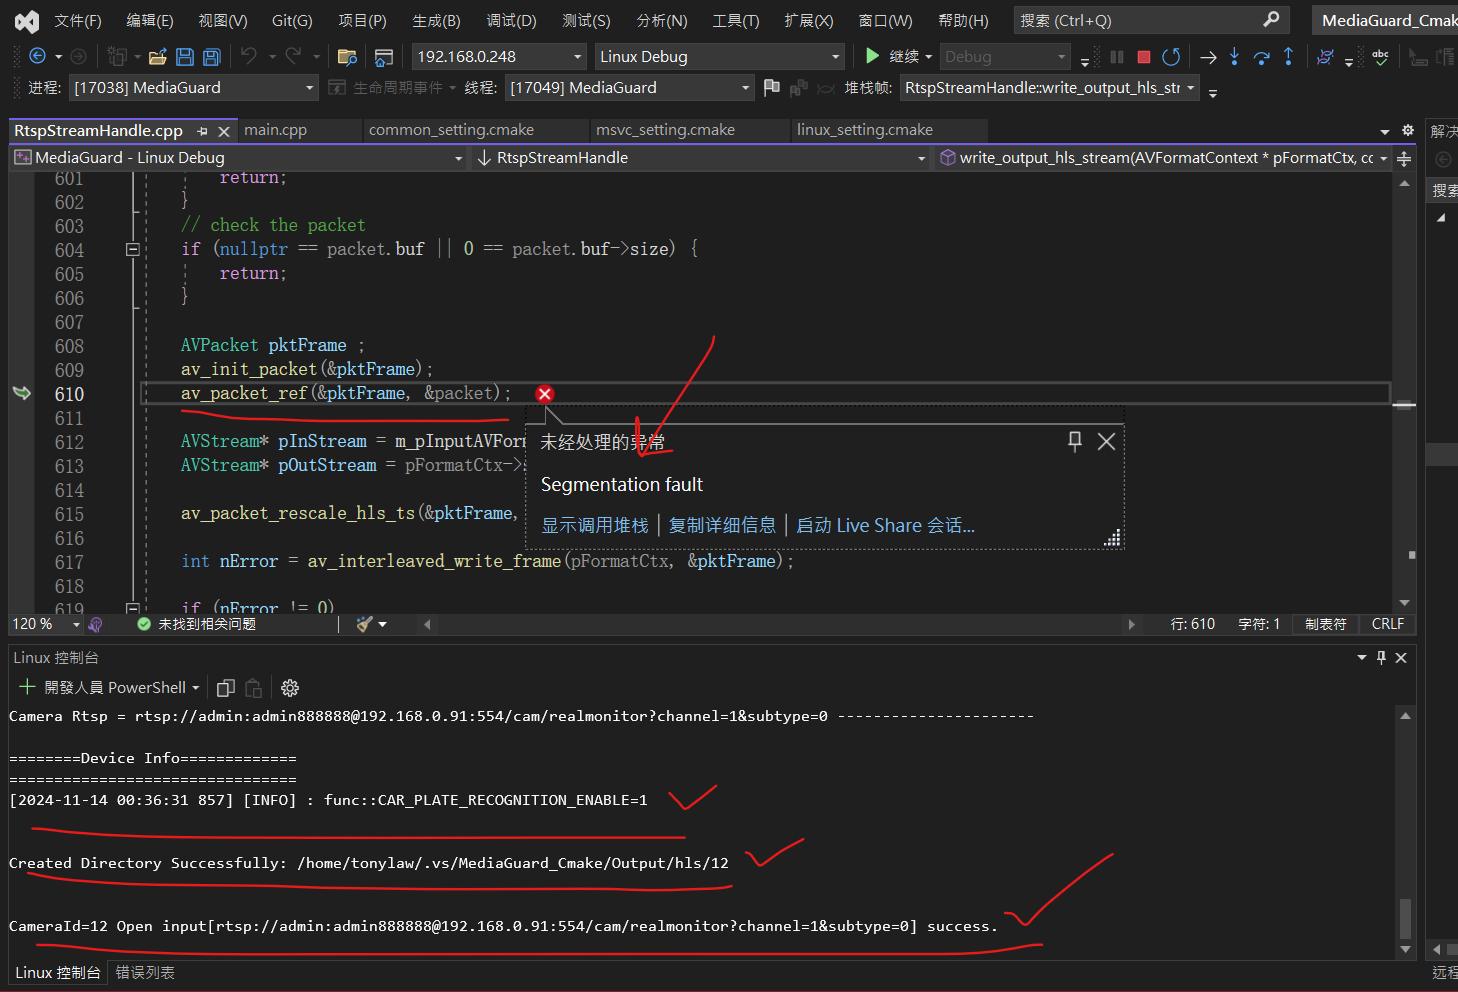 文件(F) 编辑(E) 视图(V) Git(G) 项目(P) 生成(B) 调试(D) 测试(S) 分析(N) 工具(T) 扩展(X) 窗口(W) 帮助(H) 搜索 (Ctrl+Q) MediaGuard_Cmak
192.168.0.248 Linux Debug 继续 Debug abc
进程: [17038] MediaGuard 生命周期事件 线程: [17049] MediaGuard 堆栈帧: RtspStreamHandle::write_output_hls_str
RtspStreamHandle.cpp main.cpp common_setting.cmake msvc_setting.cmake linux_setting.cmake
MediaGuard - Linux Debug RtspStreamHandle write_output_hls_stream(AVFormatContext * pFormatCtx, cc
601 return;
602 }
603 // check the packet
604 if (nullptr == packet.buf || 0 == packet.buf->size) {
605 return;
606 }
607
608 AVPacket pktFrame ;
609 av_init_packet(&pktFrame);
610 av_packet_ref(&pktFrame, &packet);
611
612 AVStream* pInStream = m_pInputAVFor
613 AVStream* pOutStream = pFormatCtx->
614
615 av_packet_rescale_hls_ts(&pktFrame,
616
617 int nError = av_interleaved_write_frame(pFormatCtx, &pktFrame);
618
619 if (nError != 0)
未经处理的异常
Segmentation fault
显示调用堆栈 | 复制详细信息 | 启动 Live Share 会话...
120 % 未找到相关问题 行: 610 字符: 1 制表符 CRLF
Linux 控制台
開發人員 PowerShell
Camera Rtsp = rtsp://admin:admin888888@192.168.0.91:554/cam/realmonitor?channel=1&subtype=0 ----------------------
========Device Info=============
================================
[2024-11-14 00:36:31 857] [INFO] : func::CAR_PLATE_RECOGNITION_ENABLE=1
Created Directory Successfully: /home/tonylaw/.vs/MediaGuard_Cmake/Output/hls/12
CameraId=12 Open input[rtsp://admin:admin888888@192.168.0.91:554/cam/realmonitor?channel=1&subtype=0] success.
Linux 控制台 错误列表
解决
搜索
远程